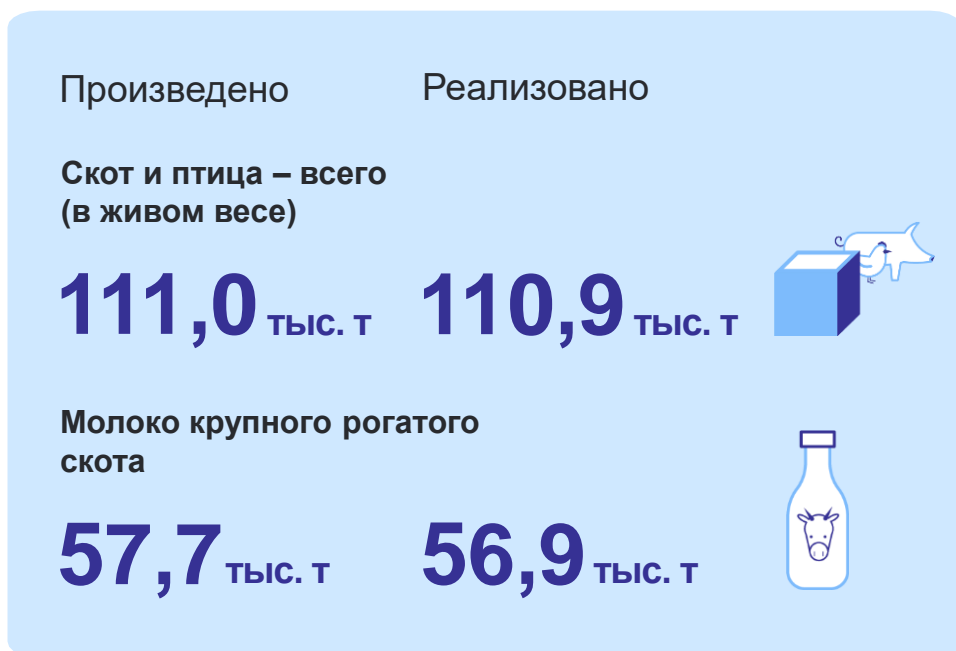 Произведено
Реализовано
Скот и птица – всего
(в живом весе)
111,0 тыс. т
110,9 тыс. т
Молоко крупного рогатого
скота
57,7 тыс. т
56,9 тыс. т